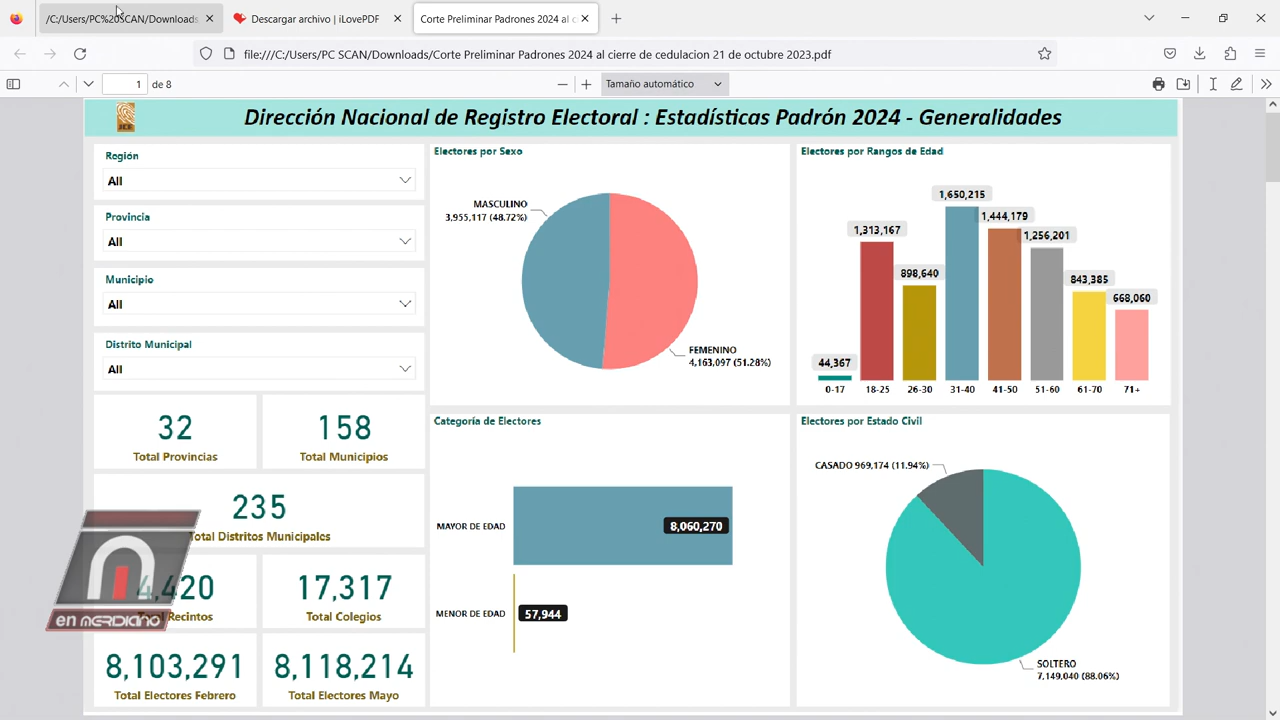 /C:/Users/PC%20SCAN/Downloads
Descargar archivo | iLovePDF
Corte Preliminar Padrones 2024 al c
file:///C:/Users/PC SCAN/Downloads/Corte Preliminar Padrones 2024 al cierre de cedulacion 21 de octubre 2023.pdf
1 de 8
Tamaño automático
JCE
Dirección Nacional de Registro Electoral : Estadísticas Padrón 2024 - Generalidades
Región
All
Provincia
All
Municipio
All
Distrito Municipal
All
32
Total Provincias
158
Total Municipios
235
Total Distritos Municipales
4,420
Recintos
17,317
Total Colegios
8,103,291
Total Electores Febrero
8,118,214
Total Electores Mayo
en meridiano
Electores por Sexo
MASCULINO
3,955,117 (48.72%)
FEMENINO
4,163,097 (51.28%)
Electores por Rangos de Edad
44,367
1,313,167
898,640
1,650,215
1,444,179
1,256,201
843,385
668,060
0-17
18-25
26-30
31-40
41-50
51-60
61-70
71+
Categoría de Electores
MAYOR DE EDAD
8,060,270
MENOR DE EDAD
57,944
Electores por Estado Civil
CASADO 969,174 (11.94%)
SOLTERO
7,149,040 (88.06%)